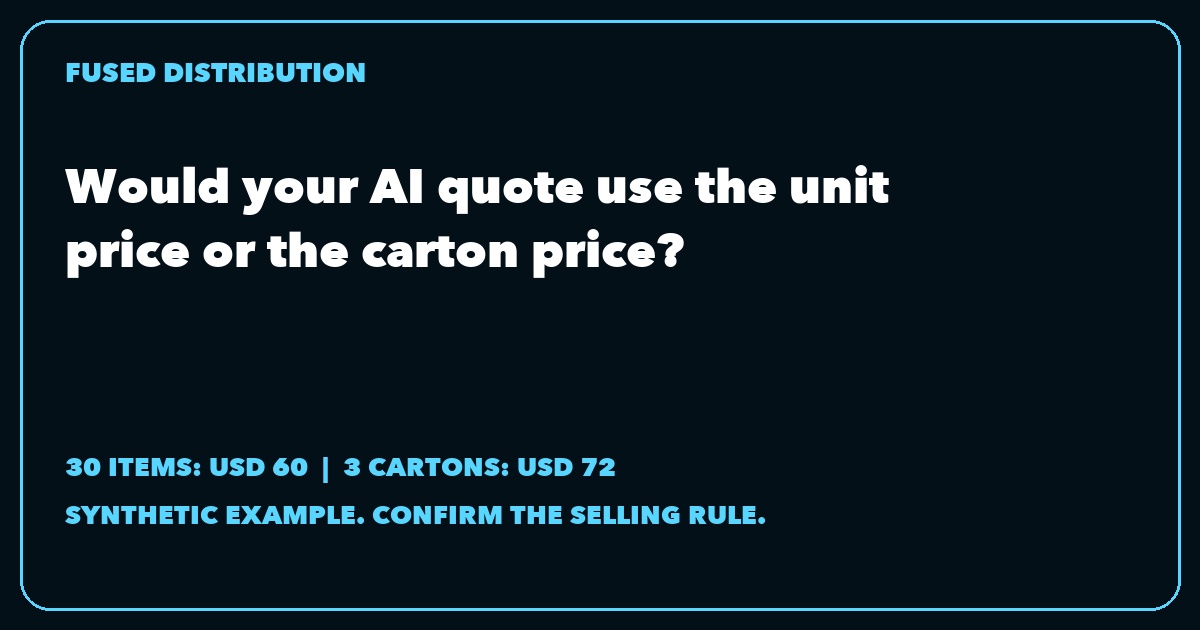 FUSED DISTRIBUTION
Would your AI quote use the unit
price or the carton price?
30 ITEMS: USD 60 | 3 CARTONS: USD 72
SYNTHETIC EXAMPLE. CONFIRM THE SELLING RULE.